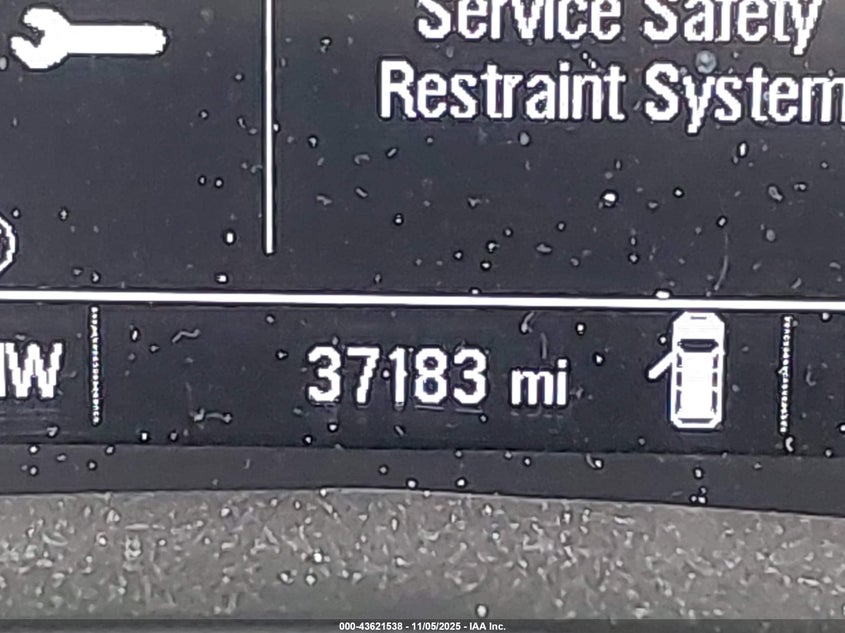 Service Safety
Restraint System
W
37183 mi
000-43621538 - 11/05/2025 - IAA Inc.